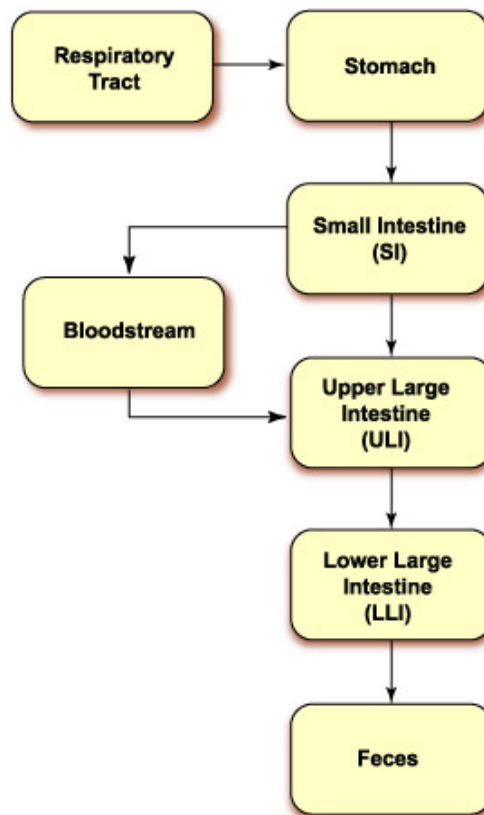 Respiratory
Tract
Stomach
Small Intestine
(SI)
Bloodstream
Upper Large
Intestine
(ULI)
Lower Large
Intestine
(LLI)
Feces